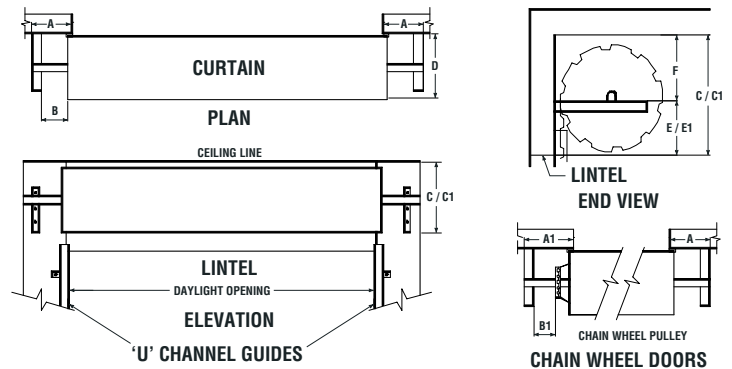 A
A
CURTAIN
D
B
PLAN
CEILING LINE
C / C1
LINTEL
DAYLIGHT OPENING
ELEVATION
‘U’ CHANNEL GUIDES
F
C / C1
E / E1
LINTEL
END VIEW
A1
A
B1
CHAIN WHEEL PULLEY
CHAIN WHEEL DOORS